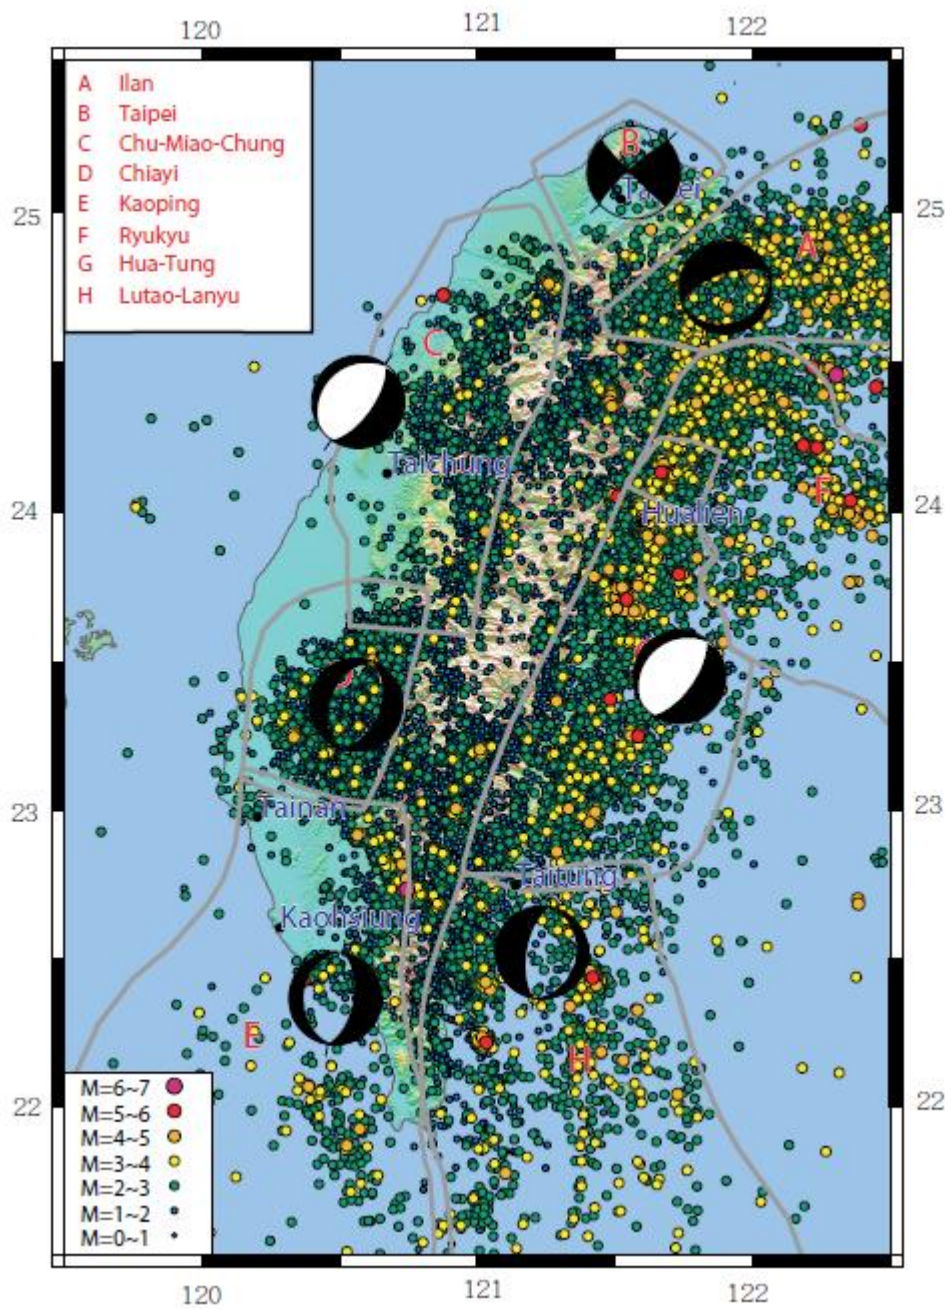 120 121 122
A Ilan
B Taipei
C Chu-Miao-Chung
D Chiayi
E Kaoping
F Ryukyu
G Hua-Tung
H Lutao-Lanyu
B
Taipei
25 25
A
C
Taichung
F
24 24
Hualien
23 23
Tainan
Taitung
Kaohsiung
E
H
22 22
M=6~7
M=5~6
M=4~5
M=3~4
M=2~3
M=1~2
M=0~1
120 121 122